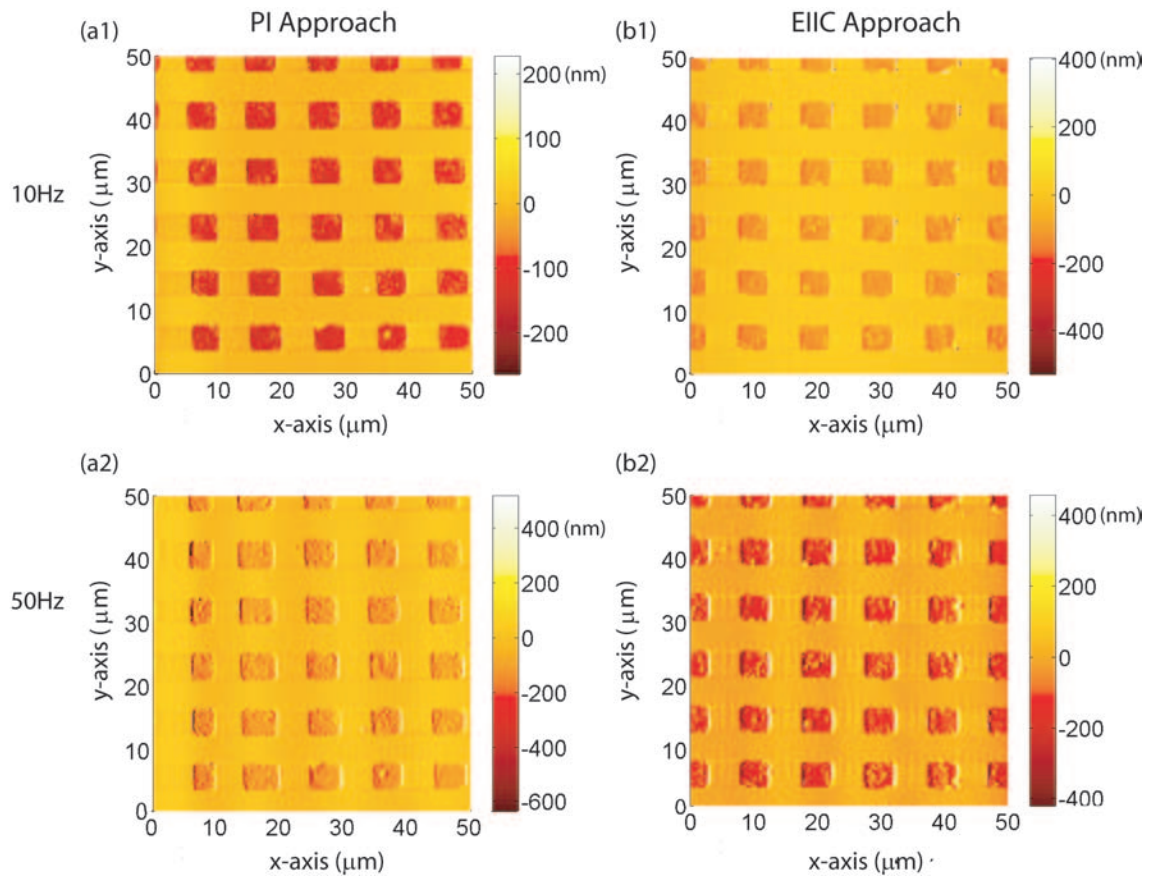 PI Approach
EIIC Approach
(a1)
(b1)
10Hz
50
40
30
20
10
0
y-axis (μm)
0 10 20 30 40 50
x-axis (μm)
200 (nm)
100
0
-100
-200
50
40
30
20
10
0
y-axis (μm)
0 10 20 30 40 50
x-axis (μm)
400 (nm)
200
0
-200
-400
(a2)
(b2)
50Hz
50
40
30
20
10
0
y-axis (μm)
0 10 20 30 40 50
x-axis (μm)
400 (nm)
200
0
-200
-400
-600
50
40
30
20
10
0
y-axis (μm)
0 10 20 30 40 50
x-axis (μm)
400 (nm)
200
0
-200
-400